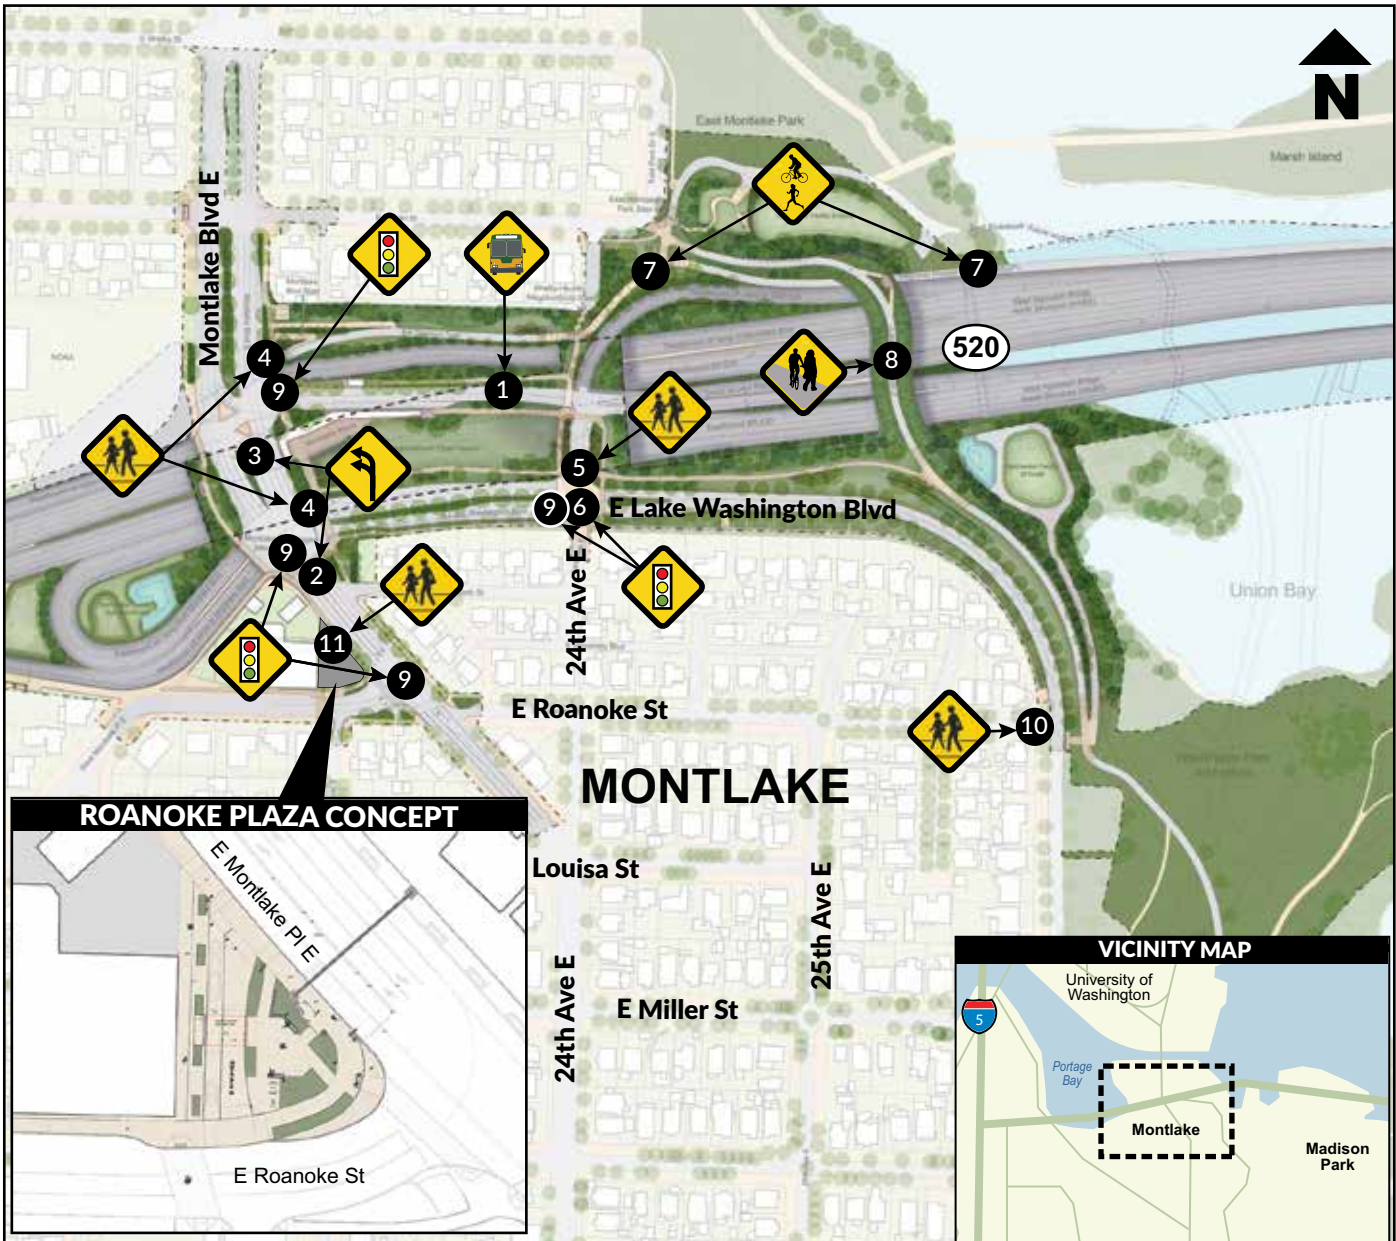 East Montlake Park
N
Marsh Island
Montlake Blvd E
7
7
4
9
1
8
520
3
4
5
9
6
E Lake Washington Blvd
9
2
24th Ave E
Union Bay
11
9
E Roanoke St
10
MONTLAKE
ROANOKE PLAZA CONCEPT
E Montlake Pl E
E Roanoke St
Louisa St
25th Ave E
24th Ave E
E Miller St
VICINITY MAP
University of
Washington
5
Portage
Bay
Montlake
Madison
Park